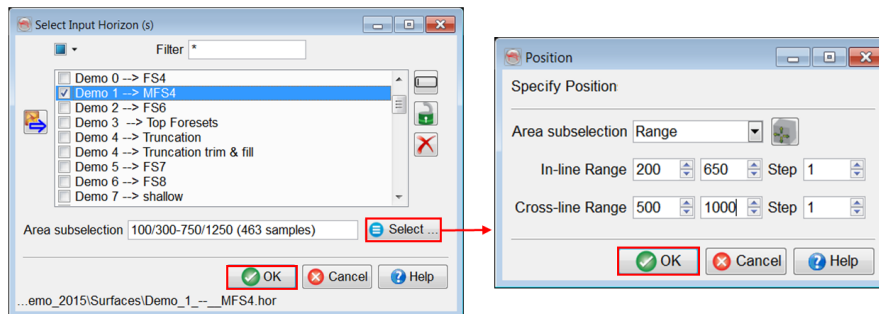 Select Input Horizon (s)
Filter *
Demo 0 --> FS4
Demo 1 --> MFS4
Demo 2 --> FS6
Demo 3 --> Top Foresets
Demo 4 --> Truncation
Demo 4 --> Truncation trim & fill
Demo 5 --> FS7
Demo 6 --> FS8
Demo 7 --> shallow
Area subselection 100/300-750/1250 (463 samples) Select ...
OK Cancel Help
...emo_2015\Surfaces\Demo_1_--__MFS4.hor
Position
Specify Position
Area subselection Range
In-line Range 200 650 Step 1
Cross-line Range 500 1000 Step 1
OK Cancel Help